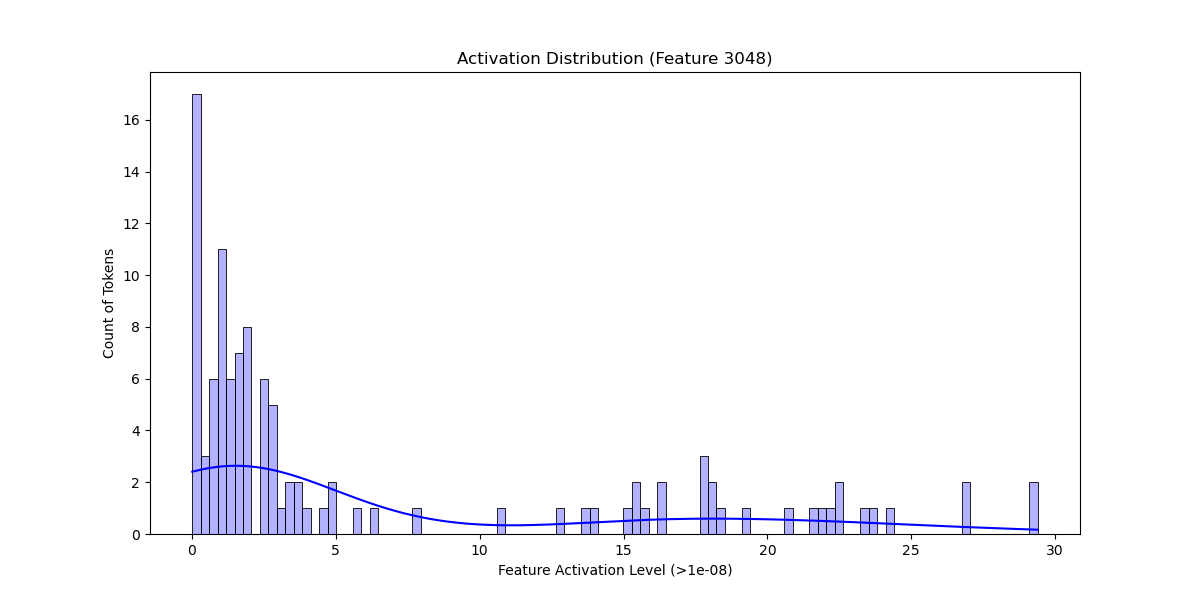 Activation Distribution (Feature 3048)
16
14
12
10
8
6
4
2
0
Count of Tokens
0 5 10 15 20 25 30
Feature Activation Level (>1e-08)